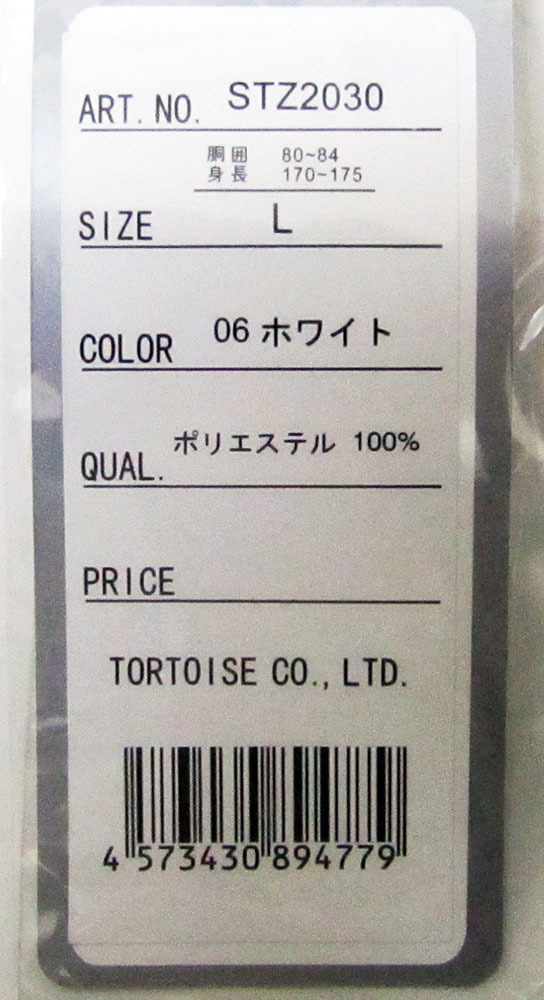 ART. NO. STZ2030
胴囲 80~84
身長 170~175
SIZE L
COLOR 06 ホワイト
QUAL. ポリエステル 100%
PRICE
TORTOISE CO., LTD.
4 573430 894779